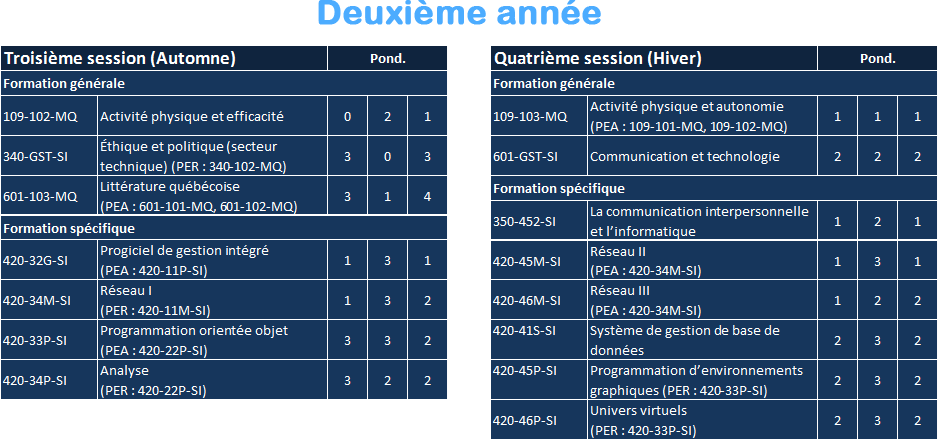 Deuxième année
Troisième session (Automne) Pond.
Formation générale
109-102-MQ Activité physique et efficacité 0 2 1
340-GST-SI Éthique et politique (secteur
technique) (PER : 340-102-MQ) 3 0 3
601-103-MQ Littérature québécoise
(PEA : 601-101-MQ, 601-102-MQ) 3 1 4
Formation spécifique
420-32G-SI Progiciel de gestion intégré
(PEA : 420-11P-SI) 1 3 1
420-34M-SI Réseau I
(PER : 420-11M-SI) 1 3 2
420-33P-SI Programmation orientée objet
(PEA : 420-22P-SI) 3 3 2
420-34P-SI Analyse
(PER : 420-22P-SI) 3 2 2
Quatrième session (Hiver) Pond.
Formation générale
109-103-MQ Activité physique et autonomie
(PEA : 109-101-MQ, 109-102-MQ) 1 1 1
601-GST-SI Communication et technologie 2 2 2
Formation spécifique
350-452-SI La communication interpersonnelle
et l’informatique 1 2 1
420-45M-SI Réseau II
(PEA : 420-34M-SI) 1 3 1
420-46M-SI Réseau III
(PEA : 420-34M-SI) 1 2 2
420-41S-SI Système de gestion de base de
données 2 3 2
420-45P-SI Programmation d’environnements
graphiques (PER : 420-33P-SI) 2 3 2
420-46P-SI Univers virtuels
(PER : 420-33P-SI) 2 3 2